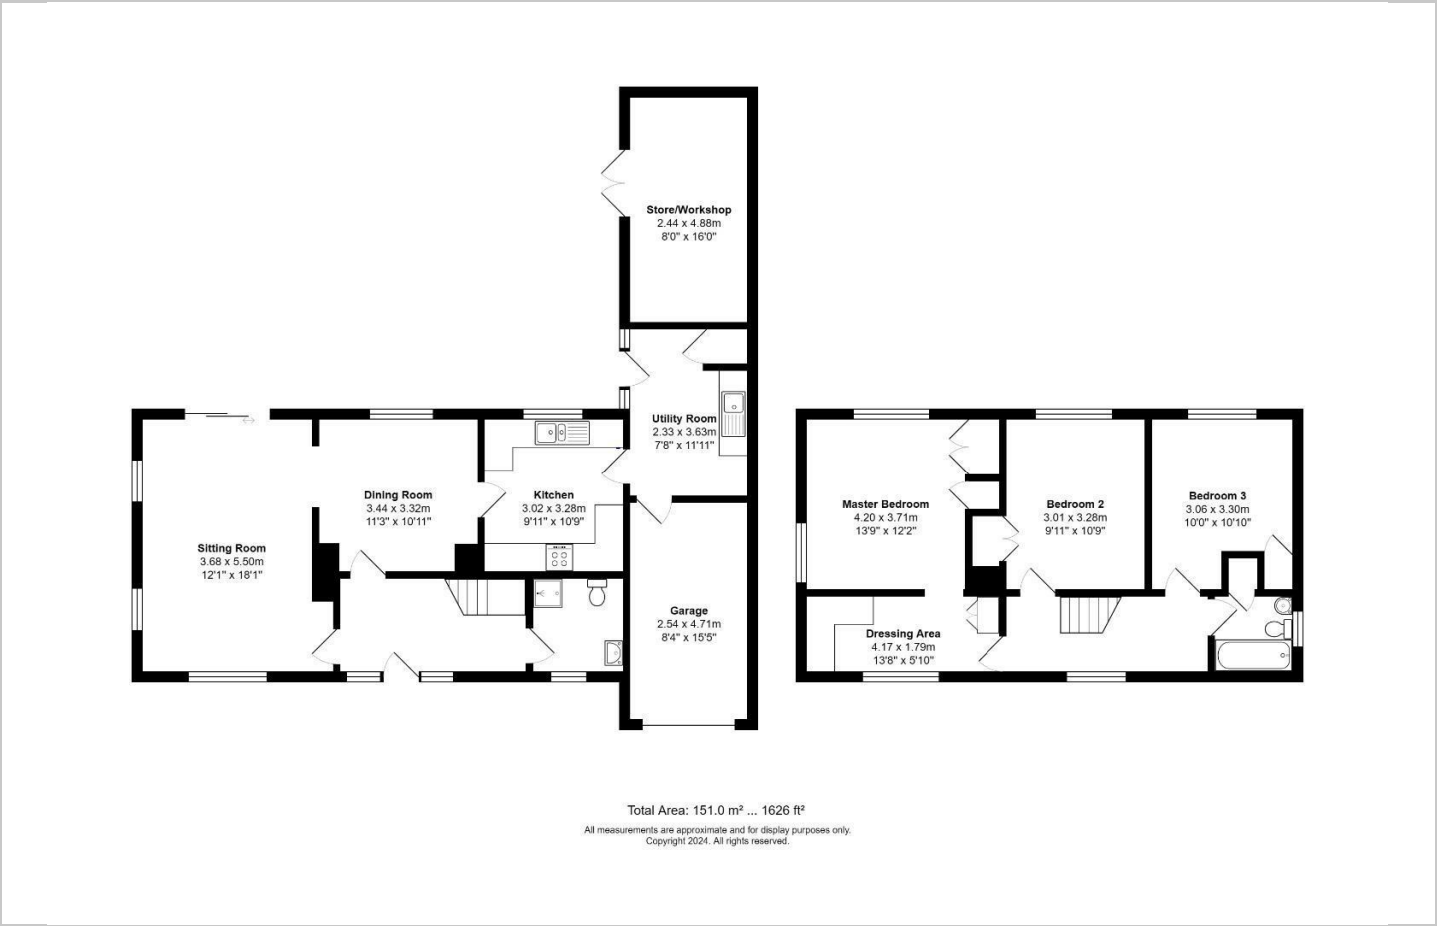 Store/Workshop
2.44 x 4.88m
8'0" x 16'0"
Utility Room
2.33 x 3.63m
7'8" x 11'11"
Dining Room
3.44 x 3.32m
11'3" x 10'11"
Kitchen
3.02 x 3.28m
9'11" x 10'9"
Sitting Room
3.68 x 5.50m
12'1" x 18'1"
Garage
2.54 x 4.71m
8'4" x 15'5"
Master Bedroom
4.20 x 3.71m
13'9" x 12'2"
Bedroom 2
3.01 x 3.28m
9'11" x 10'9"
Bedroom 3
3.06 x 3.30m
10'0" x 10'10"
Dressing Area
4.17 x 1.79m
13'8" x 5'10"
Total Area: 151.0 m² ... 1626 ft²
All measurements are approximate and for display purposes only.
Copyright 2024. All rights reserved.